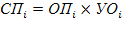 СПᵢ = ОПᵢ × УОᵢ